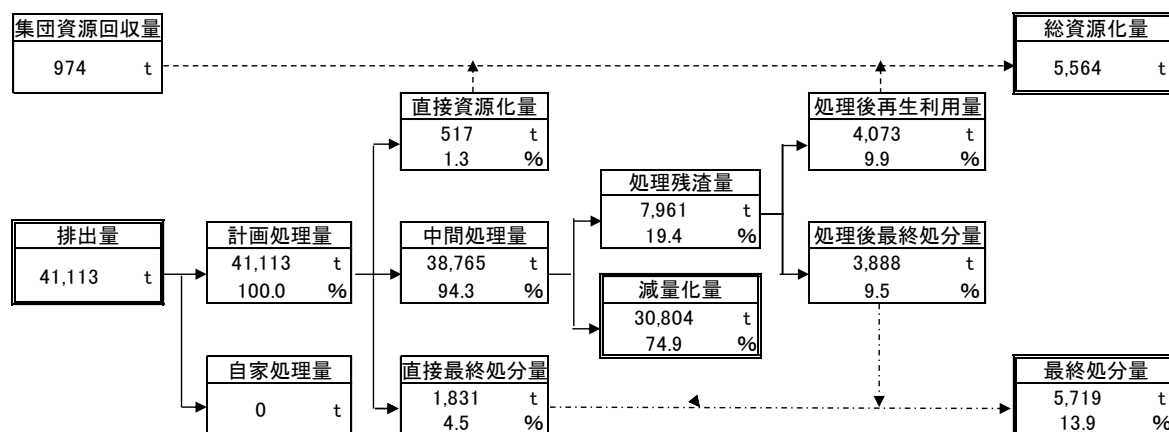 集団資源回収量
974 t
総資源化量
5,564 t
直接資源化量
517 t
1.3 %
処理後再生利用量
4,073 t
9.9 %
処理残渣量
7,961 t
19.4 %
排出量
41,113 t
計画処理量
41,113 t
100.0 %
中間処理量
38,765 t
94.3 %
処理後最終処分量
3,888 t
9.5 %
減量化量
30,804 t
74.9 %
自家処理量
0 t
直接最終処分量
1,831 t
4.5 %
最終処分量
5,719 t
13.9 %